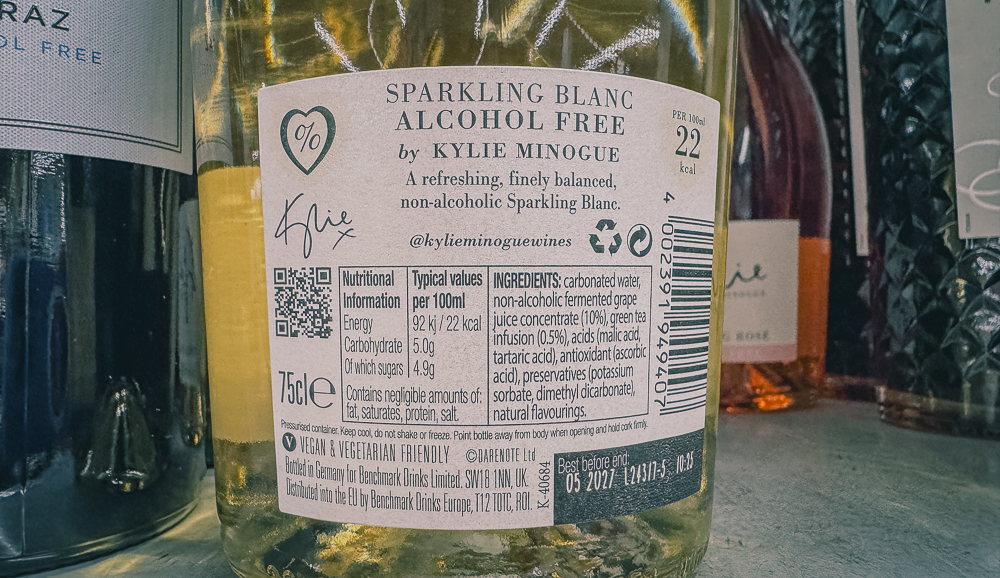 RAZ
OL FREE
%
SPARKLING BLANC
ALCOHOL FREE
by KYLIE MINOGUE
A refreshing, finely balanced,
non-alcoholic Sparkling Blanc.
PER 100ml
22
kcal
Kylie x
@kylieminoguewines
Nutritional Information
Typical values per 100ml
Energy 92 kj / 22 kcal
Carbohydrate 5.0g
Of which sugars 4.9g
Contains negligible amounts of:
fat, saturates, protein, salt.
INGREDIENTS: carbonated water,
non-alcoholic fermented grape
juice concentrate (10%), green tea
infusion (0.5%), acids (malic acid,
tartaric acid), antioxidant (ascorbic
acid), preservatives (potassium
sorbate, dimethyl dicarbonate),
natural flavourings.
4 002391 949407
75cl e
Pressurised container. Keep cool, do not shake or freeze. Point bottle away from body when opening and hold cork firmly.
V VEGAN & VEGETARIAN FRIENDLY ©DARENOTE Ltd
Bottled in Germany for Benchmark Drinks Limited. SW18 1NN, UK.
Distributed into the EU by Benchmark Drinks Europe, T12 T0TC, ROI.
K-40684
Best before end:
05 2027 L24317-5 10:25
ie
ROSÉ